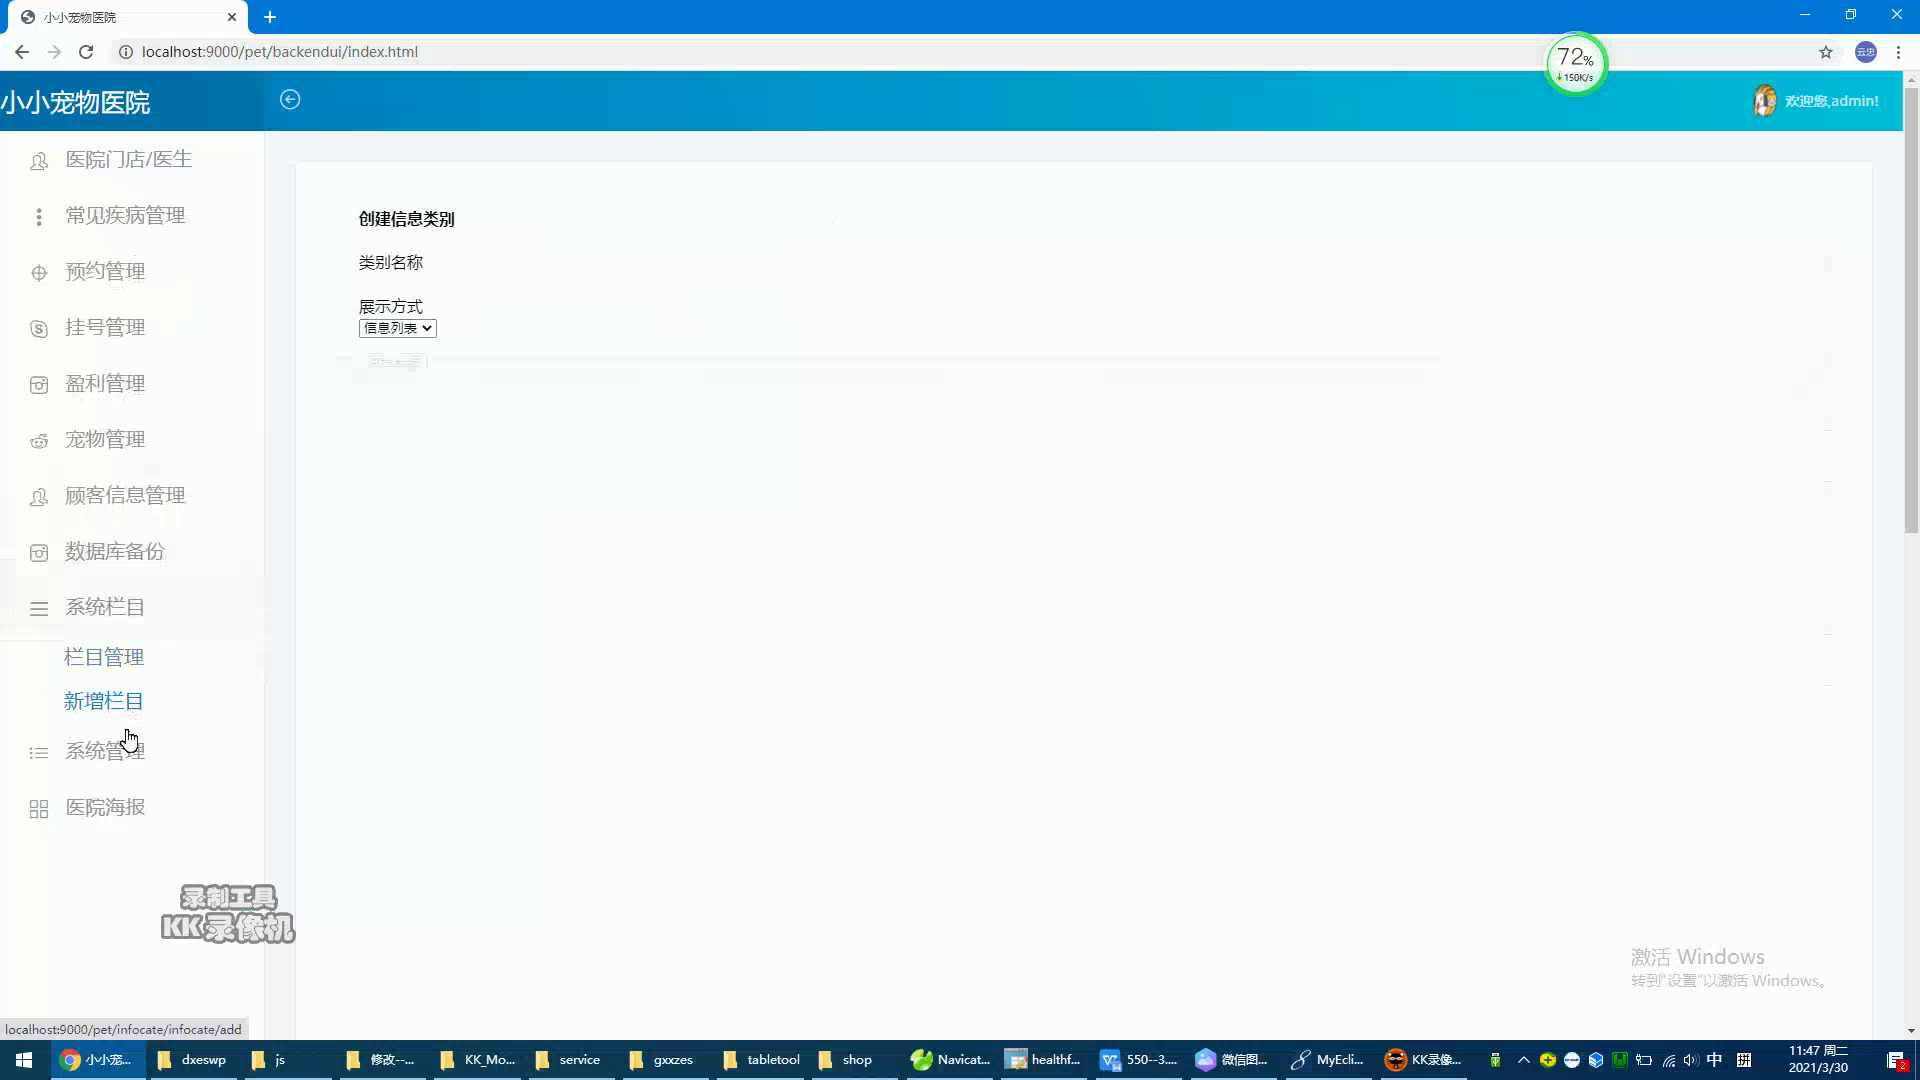 小小宠物医院
localhost:9000/pet/backendui/index.html
72%
150K/s
云忠
小小宠物医院
欢迎您,admin!
医院门店/医生
常见疾病管理
预约管理
挂号管理
盈利管理
宠物管理
顾客信息管理
数据库备份
系统栏目
栏目管理
新增栏目
系统管理
医院海报
创建信息类别
类别名称
展示方式
信息列表
录制工具
KK录像机
激活 Windows
转到“设置”以激活 Windows。
localhost:9000/pet/infocate/infocate/add
小小宠...
dxeswp
js
修改--...
KK_Mo...
service
gxxzes
tabletool
shop
Navicat...
healthf...
550--3....
微信图...
MyEcli...
KK录像...
中
11:47 周二
2021/3/30
2